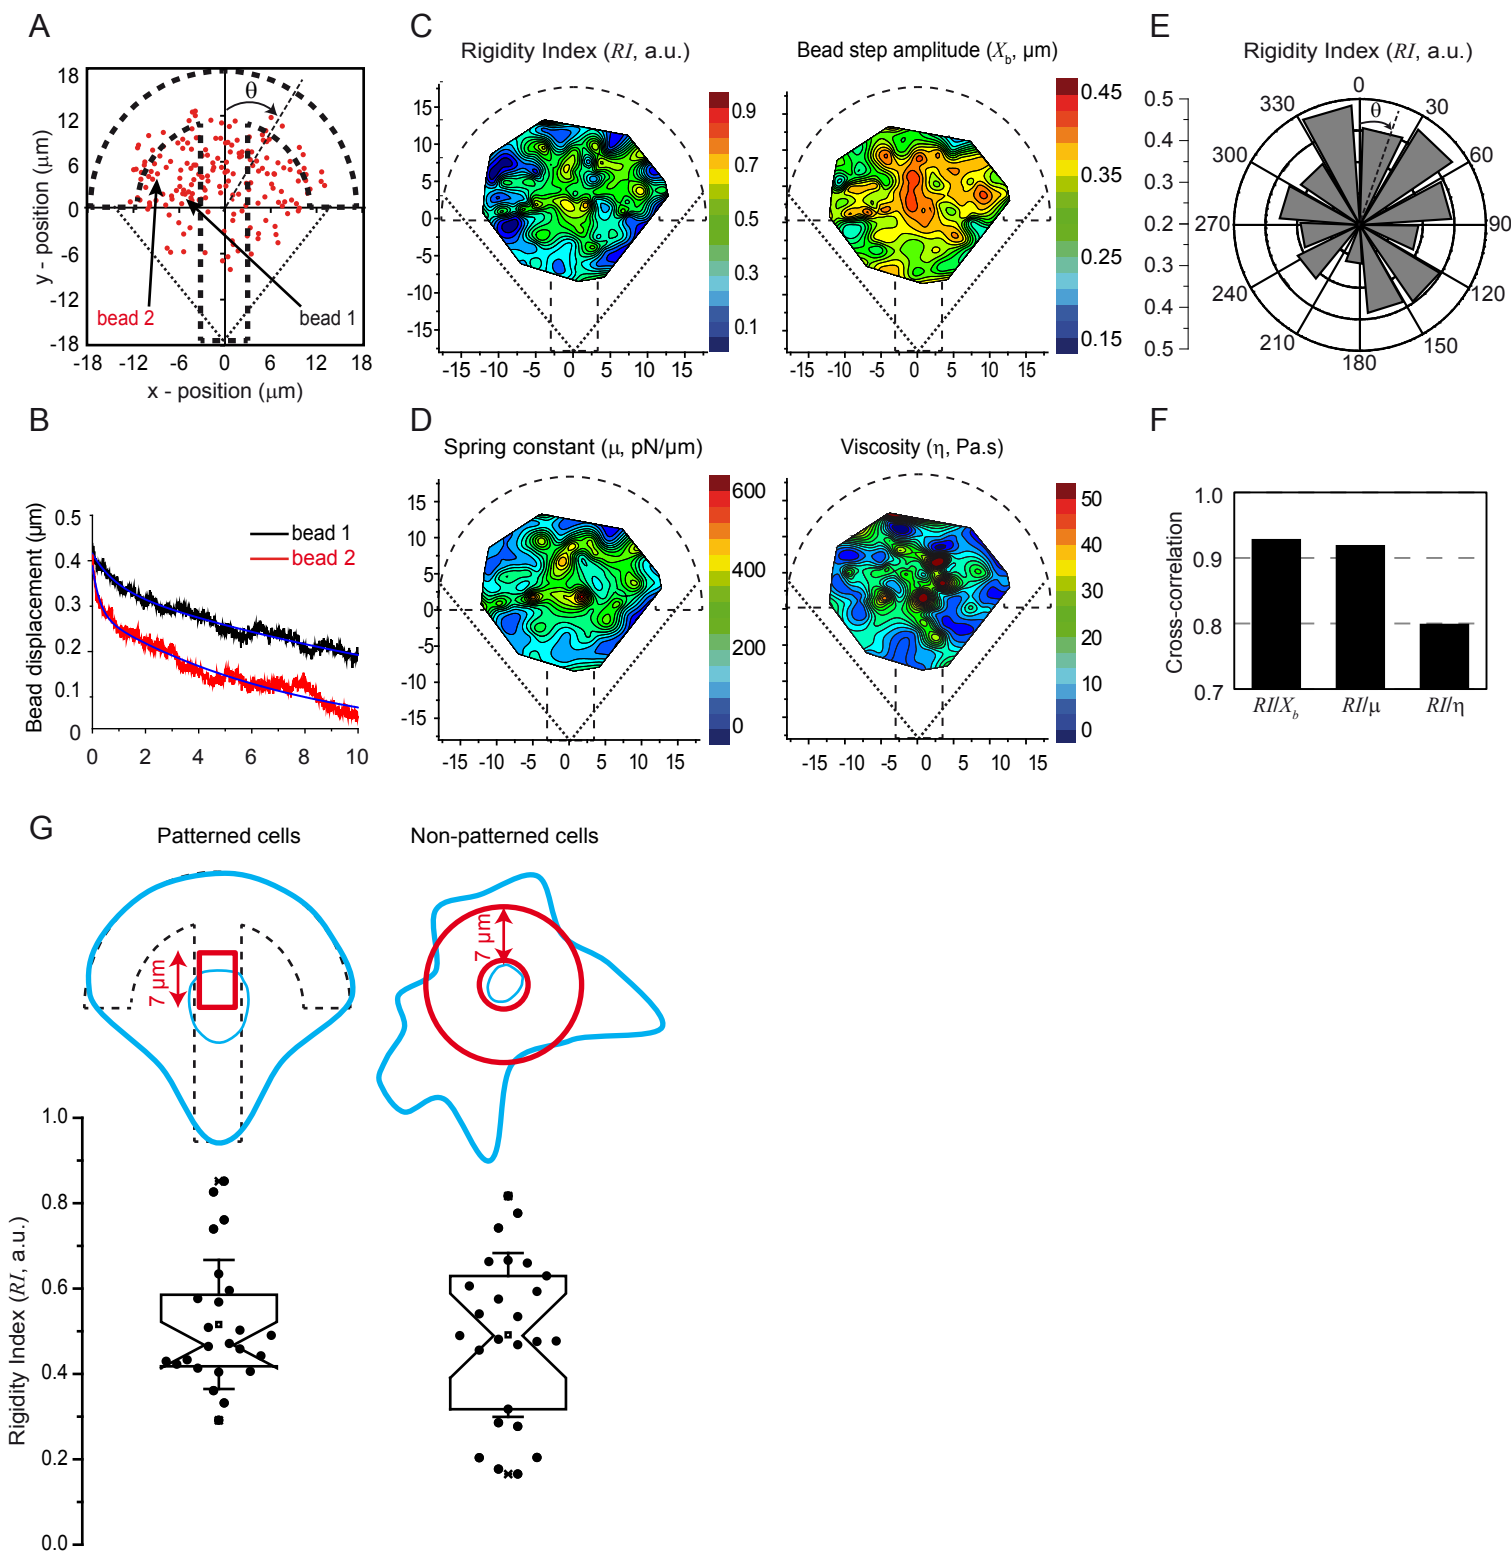 A
18
12
6
0
-6
-12
-18
-18 -12 -6 0 6 12 18
y - position (μm)
x - position (μm)
θ
bead 2
bead 1
B
Bead displacement (μm)
0.5
0.4
0.3
0.2
0.1
0
0 2 4 6 8 10
bead 1
bead 2
C
Rigidity Index (RI, a.u.)
15
10
5
0
-5
-10
-15
-15 -10 -5 0 5 10 15
0.9
0.7
0.5
0.3
0.1
Bead step amplitude (Xb, μm)
-15 -10 -5 0 5 10 15
0.45
0.35
0.25
0.15
D
Spring constant (μ, pN/μm)
15
10
5
0
-5
-10
-15
-15 -10 -5 0 5 10 15
600
400
200
0
Viscosity (η, Pa.s)
-15 -10 -5 0 5 10 15
50
40
30
20
10
0
E
Rigidity Index (RI, a.u.)
0.5
0.4
0.3
0.2
0.3
0.4
0.5
0
30
60
90
120
150
180
210
240
270
300
330
θ
F
Cross-correlation
1.0
0.9
0.8
0.7
RI/Xb RI/μ RI/η
G
Patterned cells
Non-patterned cells
7 μm
7 μm
Rigidity Index (RI, a.u.)
1.0
0.8
0.6
0.4
0.2
0.0